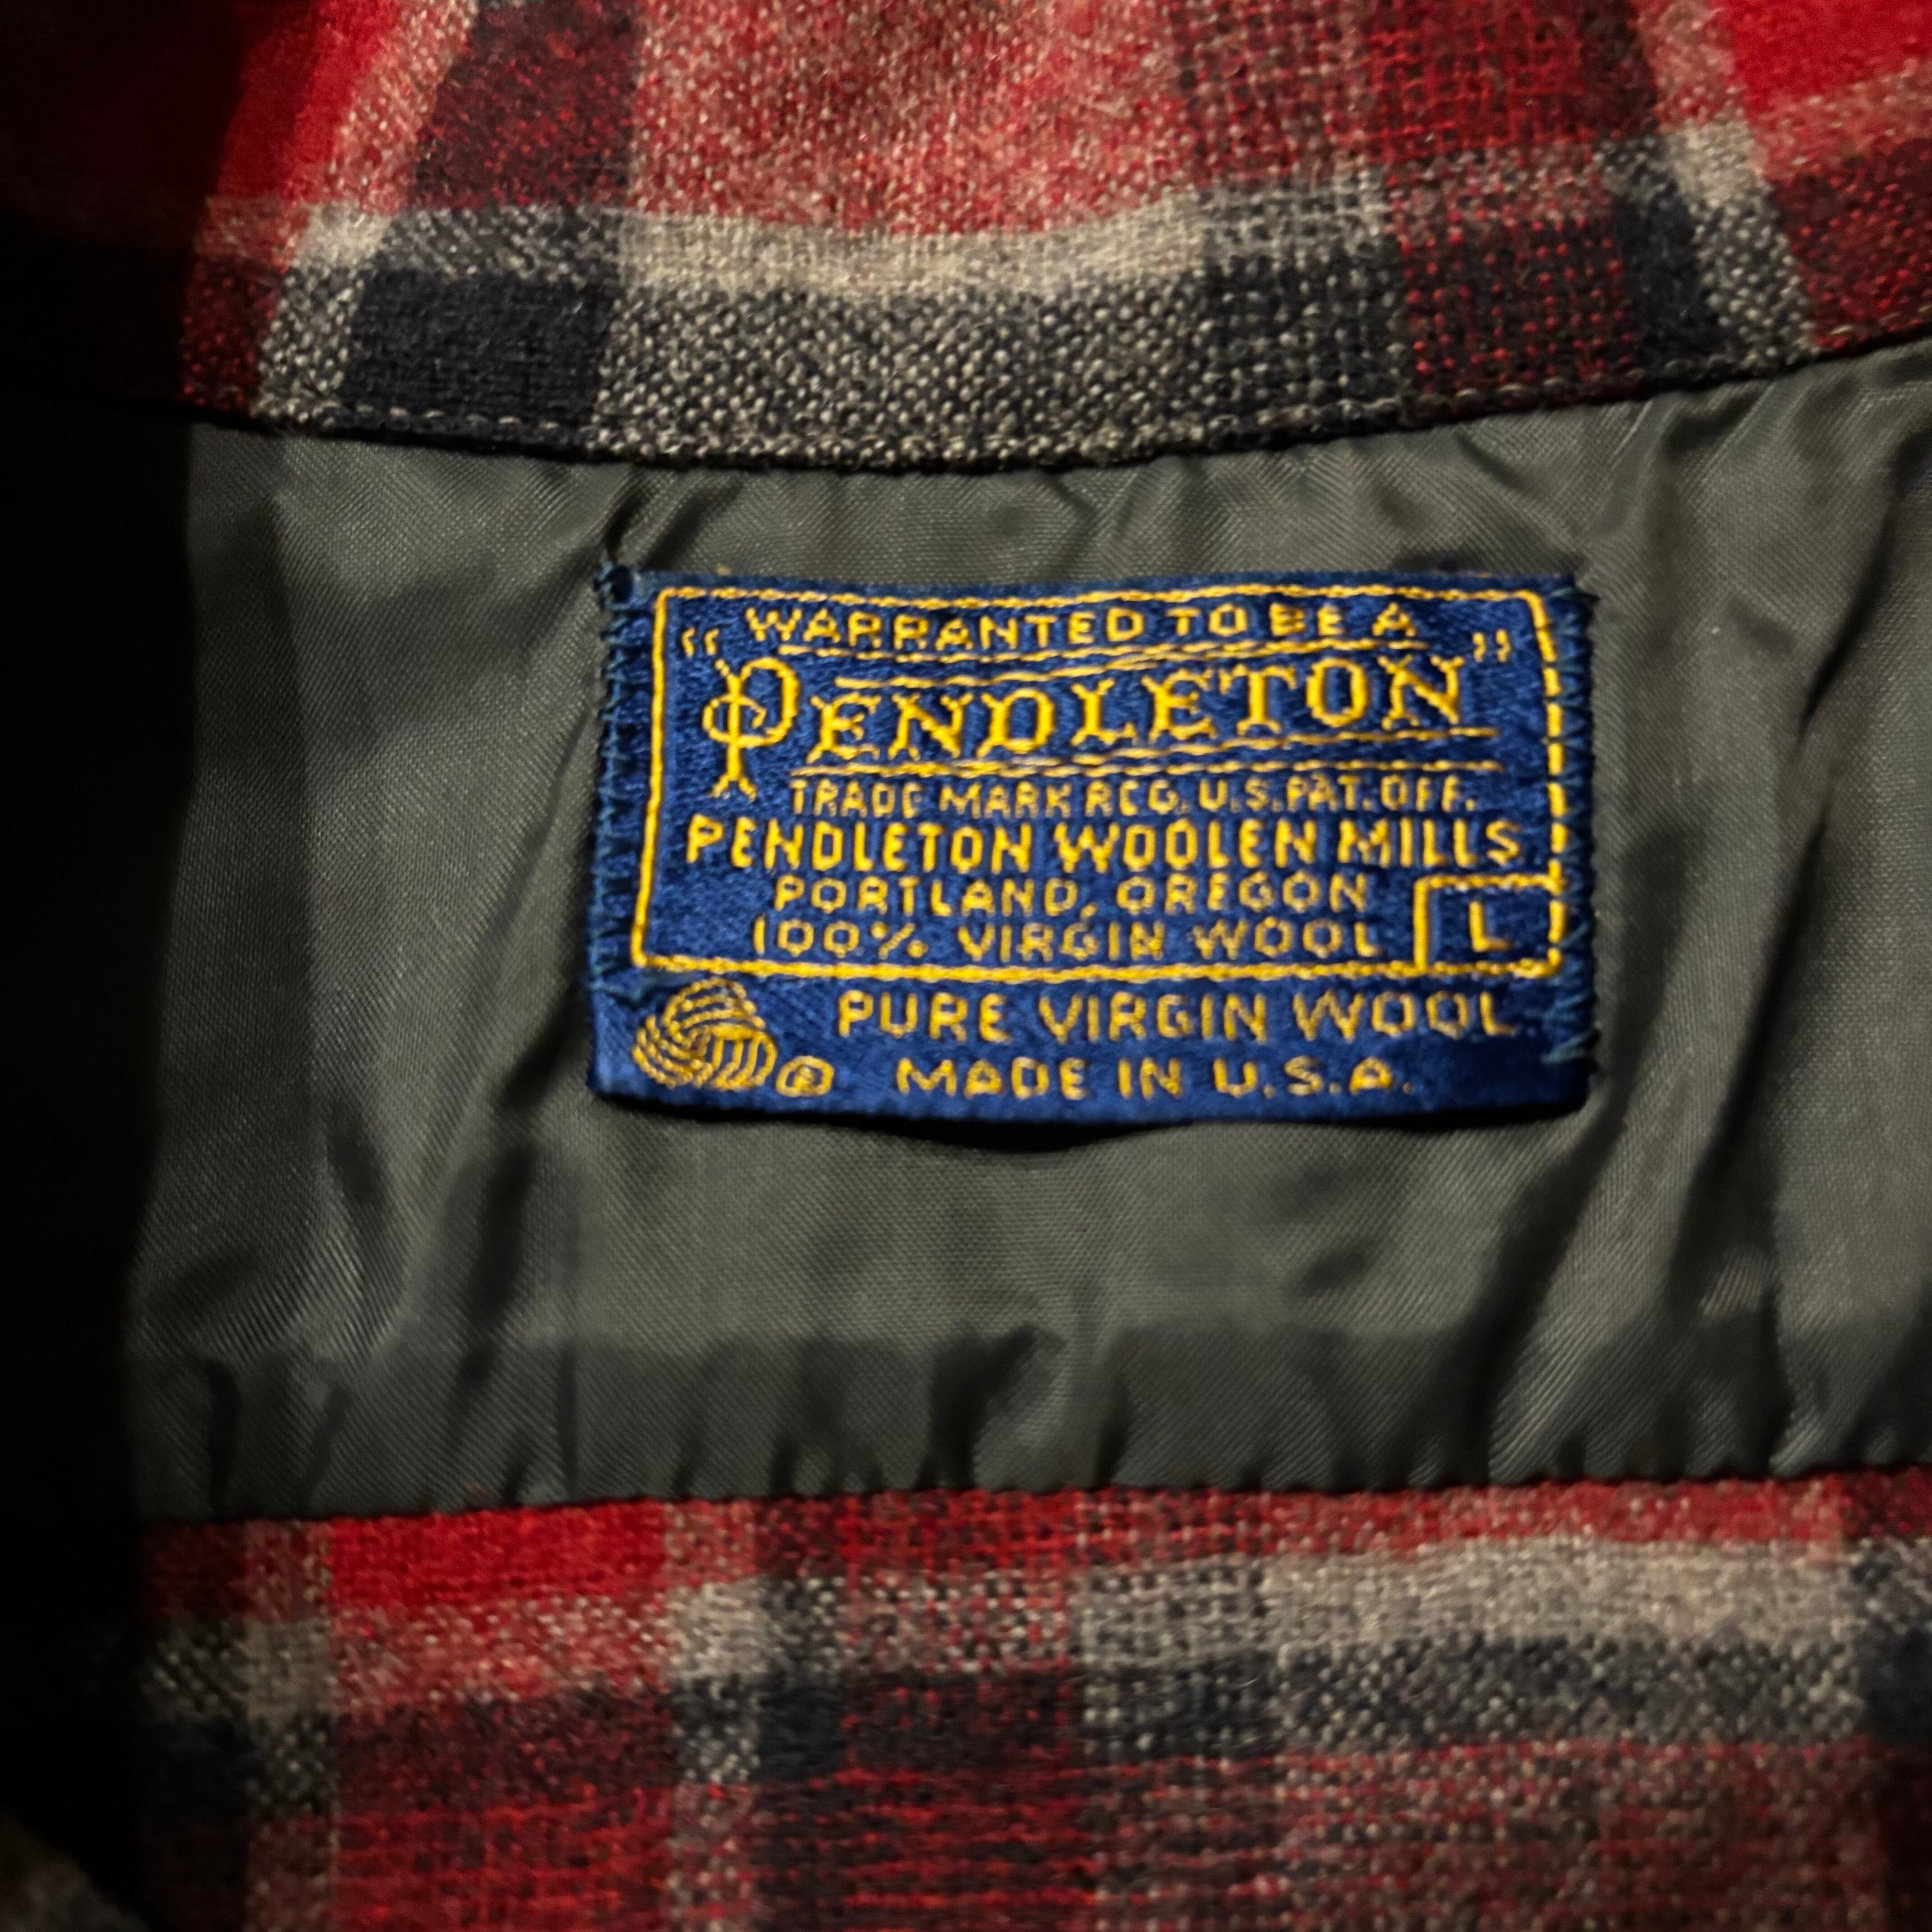 "WARRANTED TO BE A"
PENDLETON
TRADE MARK REG. U.S. PAT. OFF.
PENDLETON WOOLEN MILLS
PORTLAND, OREGON
100% VIRGIN WOOL L
PURE VIRGIN WOOL
® MADE IN U.S.A.